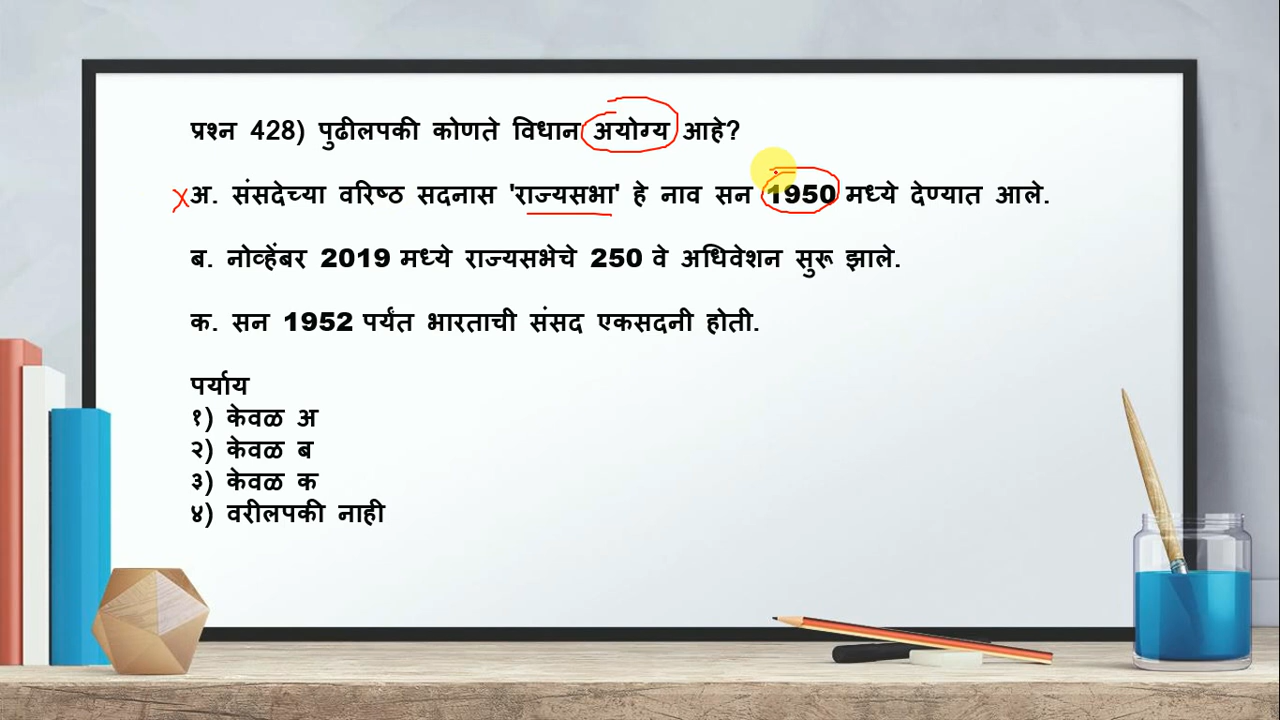 प्रश्न 428) पुढीलपकी कोणते विधान अयोग्य आहे?
अ. संसदेच्या वरिष्ठ सदनास 'राज्यसभा' हे नाव सन 1950 मध्ये देण्यात आले.
ब. नोव्हेंबर 2019 मध्ये राज्यसभेचे 250 वे अधिवेशन सुरू झाले.
क. सन 1952 पर्यंत भारताची संसद एकसदनी होती.
पर्याय
१) केवळ अ
२) केवळ ब
३) केवळ क
४) वरीलपकी नाही